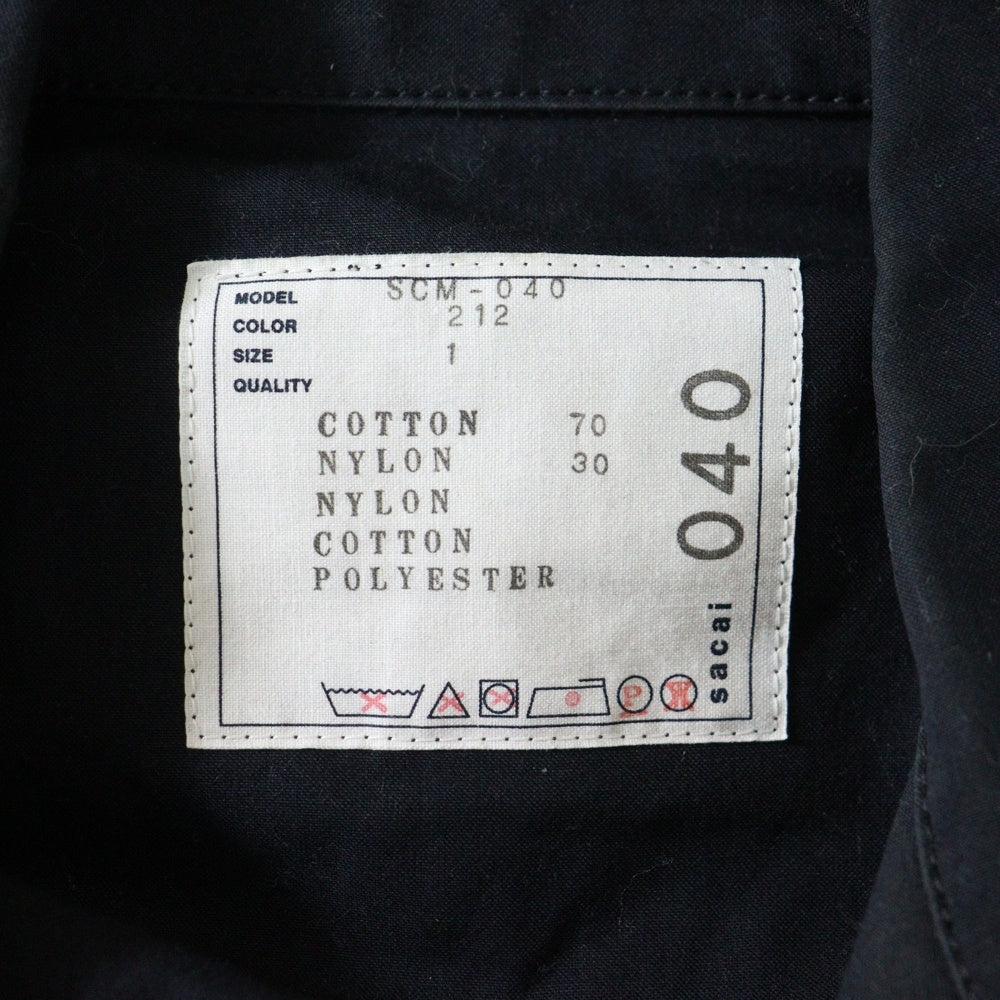 MODEL SCM-040
COLOR 212
SIZE 1
QUALITY
COTTON 70
NYLON 30
NYLON
COTTON
POLYESTER
sacai 040
P
W